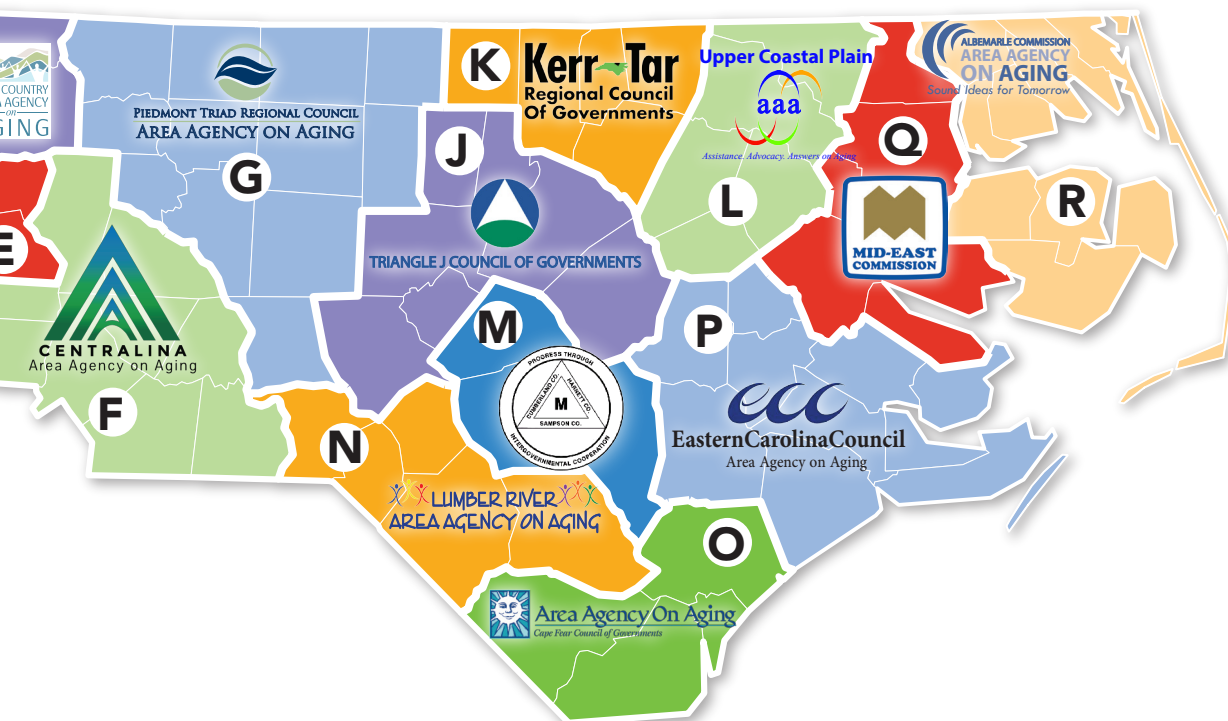 COUNTRY
AGENCY
on
GING
PIEDMONT TRIAD REGIONAL COUNCIL
AREA AGENCY ON AGING
G
K
Kerr Tar
Regional Council
Of Governments
Upper Coastal Plain
aaa
Assistance. Advocacy. Answers on Aging
L
Q
ALBEMARLE COMMISSION
AREA AGENCY
ON AGING
Sound Ideas for Tomorrow
R
MID-EAST
COMMISSION
J
TRIANGLE J COUNCIL OF GOVERNMENTS
E
CENTRALINA
Area Agency on Aging
F
M
PROGRESS THROUGH
CUMBERLAND CO.
HARNETT CO.
M
SAMPSON CO.
INTERGOVERNMENTAL COOPERATION
P
ecc
EasternCarolinaCouncil
Area Agency on Aging
N
LUMBER RIVER
AREA AGENCY ON AGING
O
Area Agency On Aging
Cape Fear Council of Governments